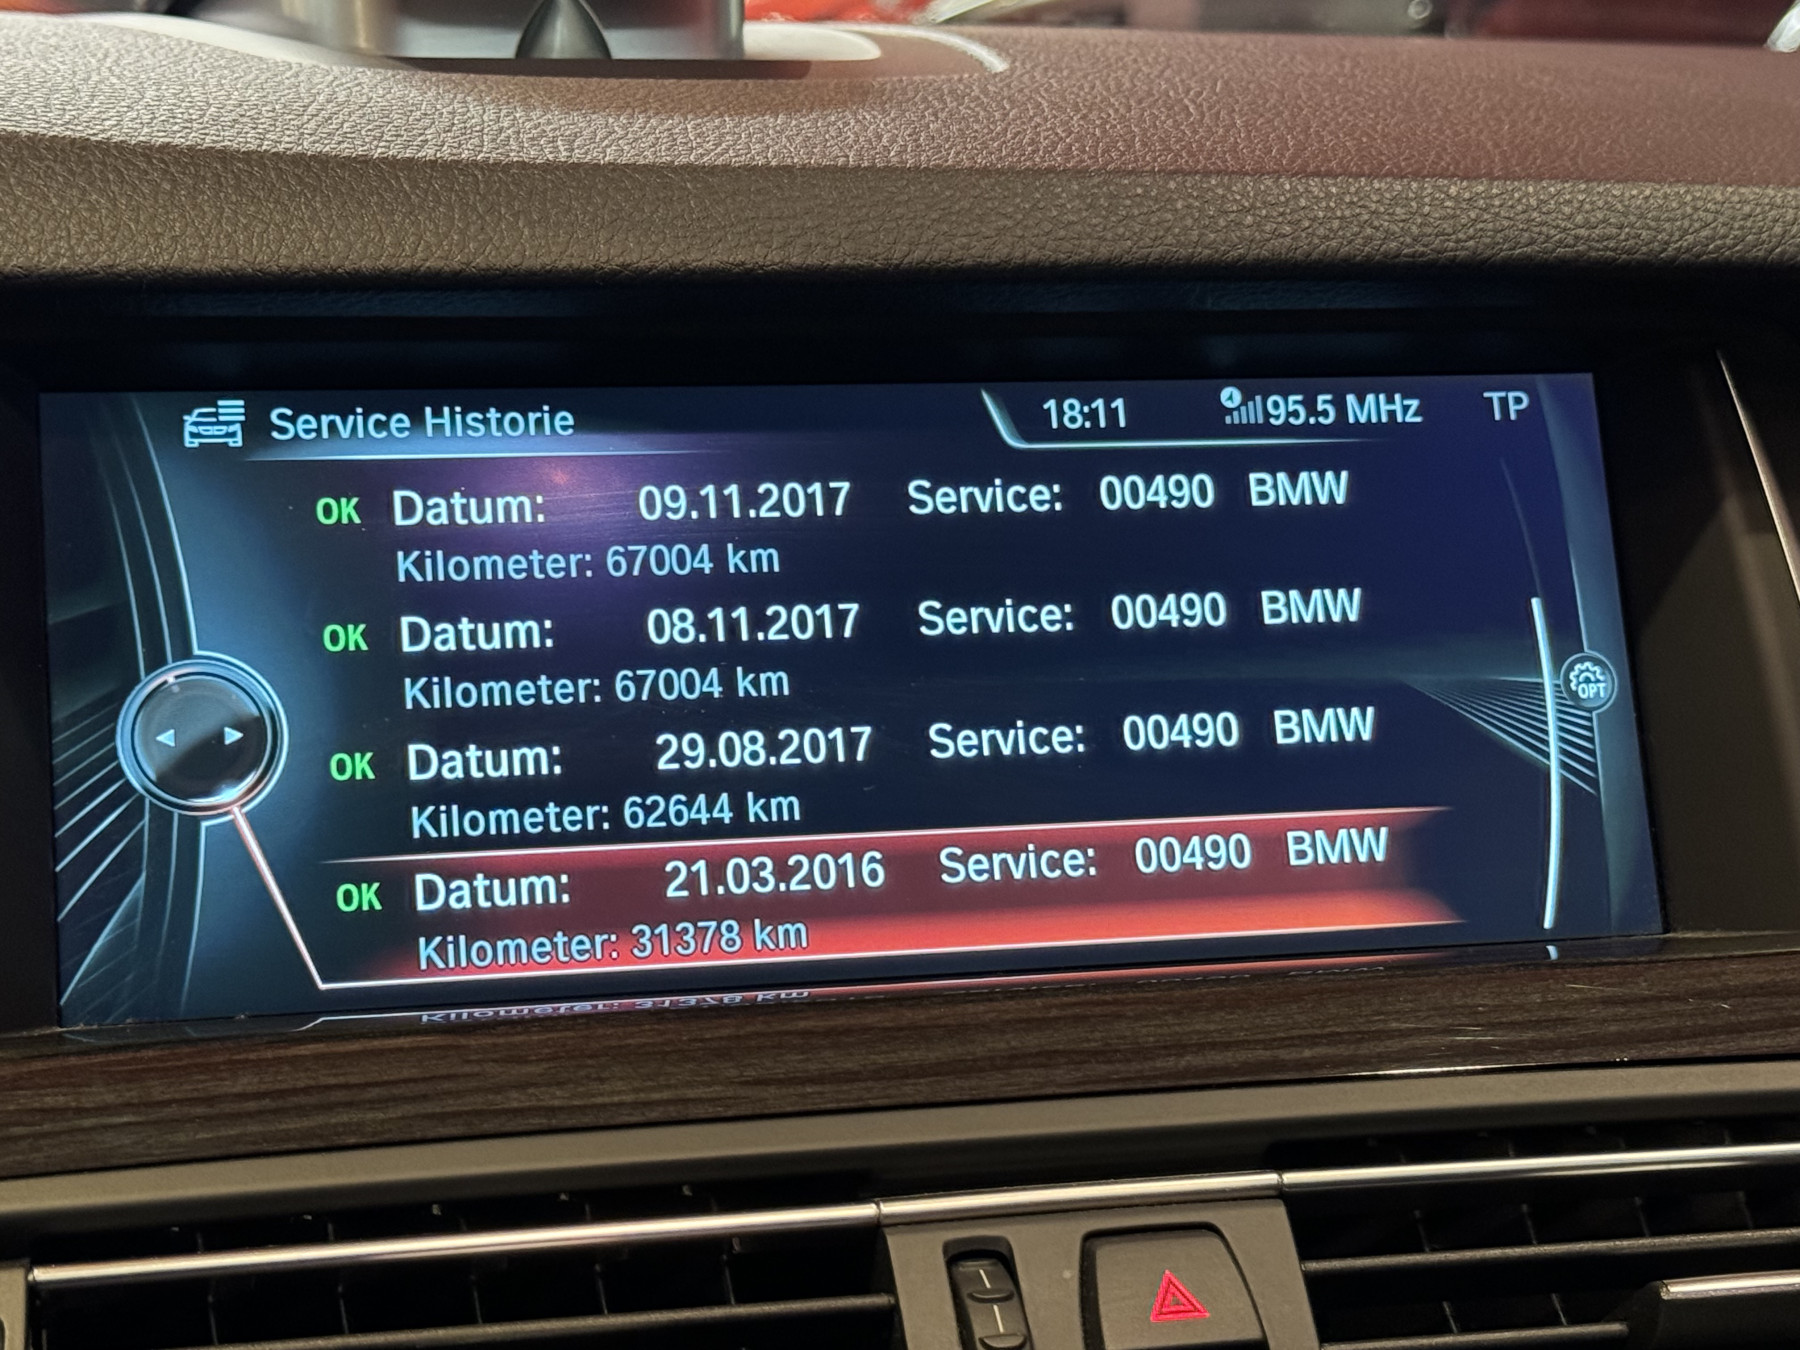 Service Historie 18:11 95.5 MHz TP
OK Datum: 09.11.2017 Service: 00490 BMW
Kilometer: 67004 km
OK Datum: 08.11.2017 Service: 00490 BMW
Kilometer: 67004 km
OPT
OK Datum: 29.08.2017 Service: 00490 BMW
Kilometer: 62644 km
OK Datum: 21.03.2016 Service: 00490 BMW
Kilometer: 31378 km